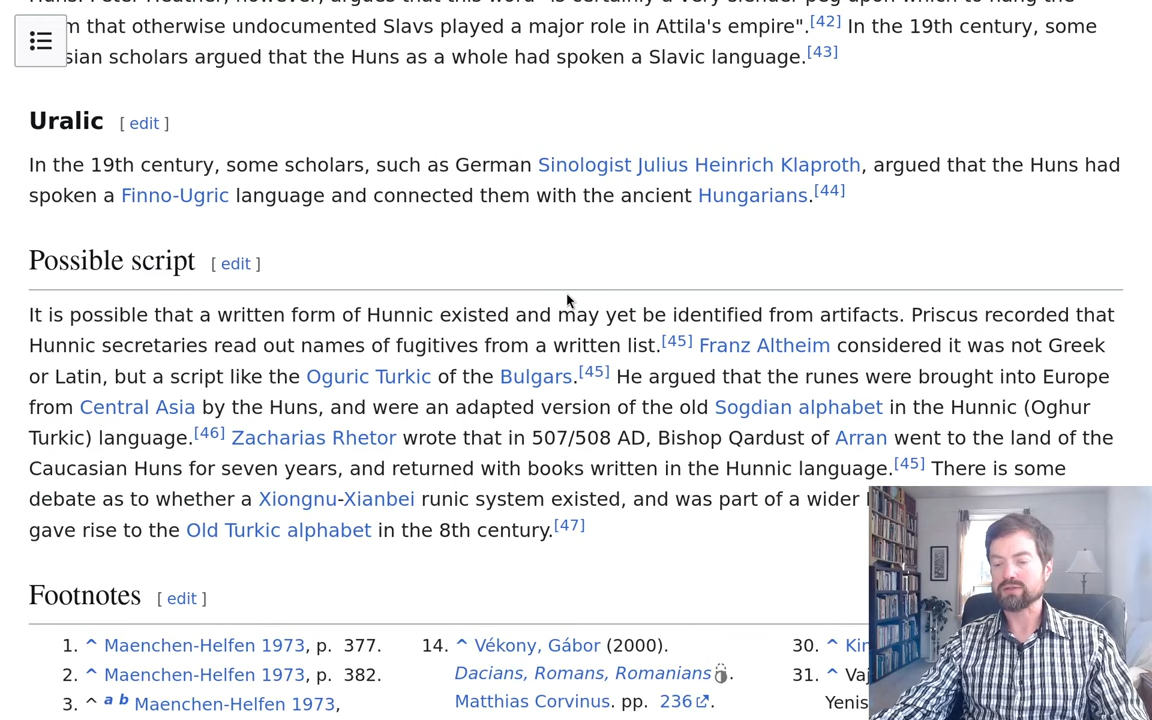 m that otherwise undocumented Slavs played a major role in Attila's empire".[42] In the 19th century, some
sian scholars argued that the Huns as a whole had spoken a Slavic language.[43]
Uralic [ edit ]
In the 19th century, some scholars, such as German Sinologist Julius Heinrich Klaproth, argued that the Huns had
spoken a Finno-Ugric language and connected them with the ancient Hungarians.[44]
Possible script [ edit ]
It is possible that a written form of Hunnic existed and may yet be identified from artifacts. Priscus recorded that
Hunnic secretaries read out names of fugitives from a written list.[45] Franz Altheim considered it was not Greek
or Latin, but a script like the Oguric Turkic of the Bulgars.[45] He argued that the runes were brought into Europe
from Central Asia by the Huns, and were an adapted version of the old Sogdian alphabet in the Hunnic (Oghur
Turkic) language.[46] Zacharias Rhetor wrote that in 507/508 AD, Bishop Qardust of Arran went to the land of the
Caucasian Huns for seven years, and returned with books written in the Hunnic language.[45] There is some
debate as to whether a Xiongnu-Xianbei runic system existed, and was part of a wider
gave rise to the Old Turkic alphabet in the 8th century.[47]
Footnotes [ edit ]
1. ^ Maenchen-Helfen 1973, p. 377.
2. ^ Maenchen-Helfen 1973, p. 382.
3. ^ a b Maenchen-Helfen 1973,
14. ^ Vékony, Gábor (2000).
Dacians, Romans, Romanians.
Matthias Corvinus. pp. 236.
30. ^ Kin
31. ^ Vaj
Yenis